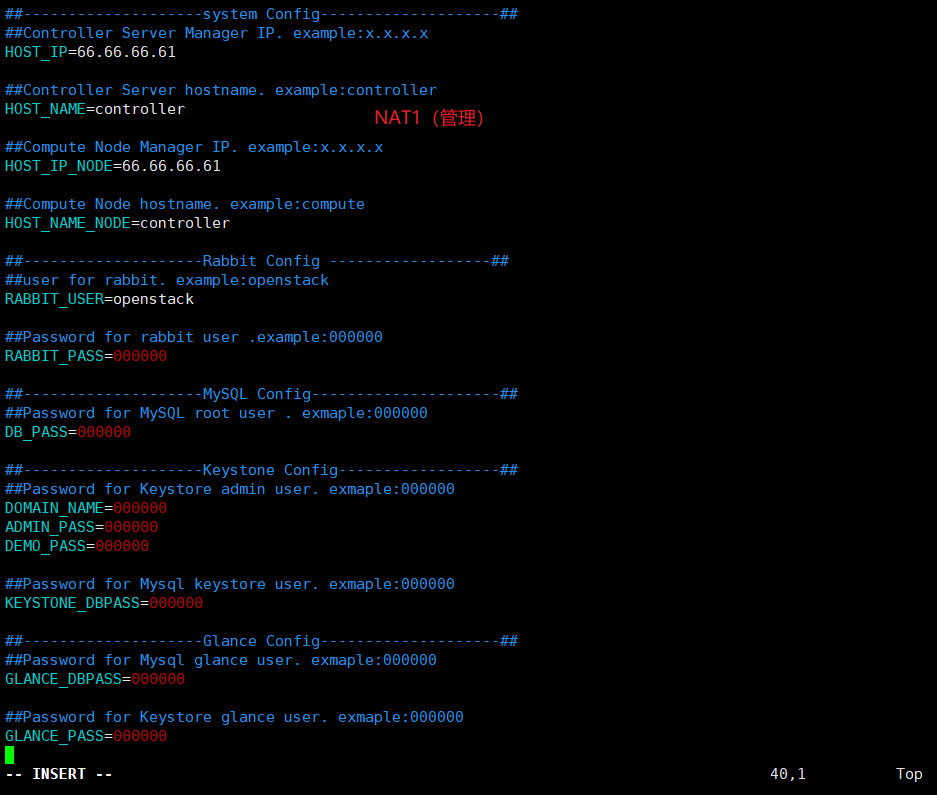 ##--------------------system Config--------------------##
##Controller Server Manager IP. example:x.x.x.x
HOST_IP=66.66.66.61
##Controller Server hostname. example:controller
HOST_NAME=controller
NAT1（管理）
##Compute Node Manager IP. example:x.x.x.x
HOST_IP_NODE=66.66.66.61
##Compute Node hostname. example:compute
HOST_NAME_NODE=controller
##--------------------Rabbit Config ------------------##
##user for rabbit. example:openstack
RABBIT_USER=openstack
##Password for rabbit user .example:000000
RABBIT_PASS=000000
##--------------------MySQL Config---------------------##
##Password for MySQL root user . exmaple:000000
DB_PASS=000000
##--------------------Keystone Config------------------##
##Password for Keystore admin user. exmaple:000000
DOMAIN_NAME=000000
ADMIN_PASS=000000
DEMO_PASS=000000
##Password for Mysql keystore user. exmaple:000000
KEYSTONE_DBPASS=000000
##--------------------Glance Config--------------------##
##Password for Mysql glance user. exmaple:000000
GLANCE_DBPASS=000000
##Password for Keystore glance user. exmaple:000000
GLANCE_PASS=000000
-- INSERT -- 40,1 Top